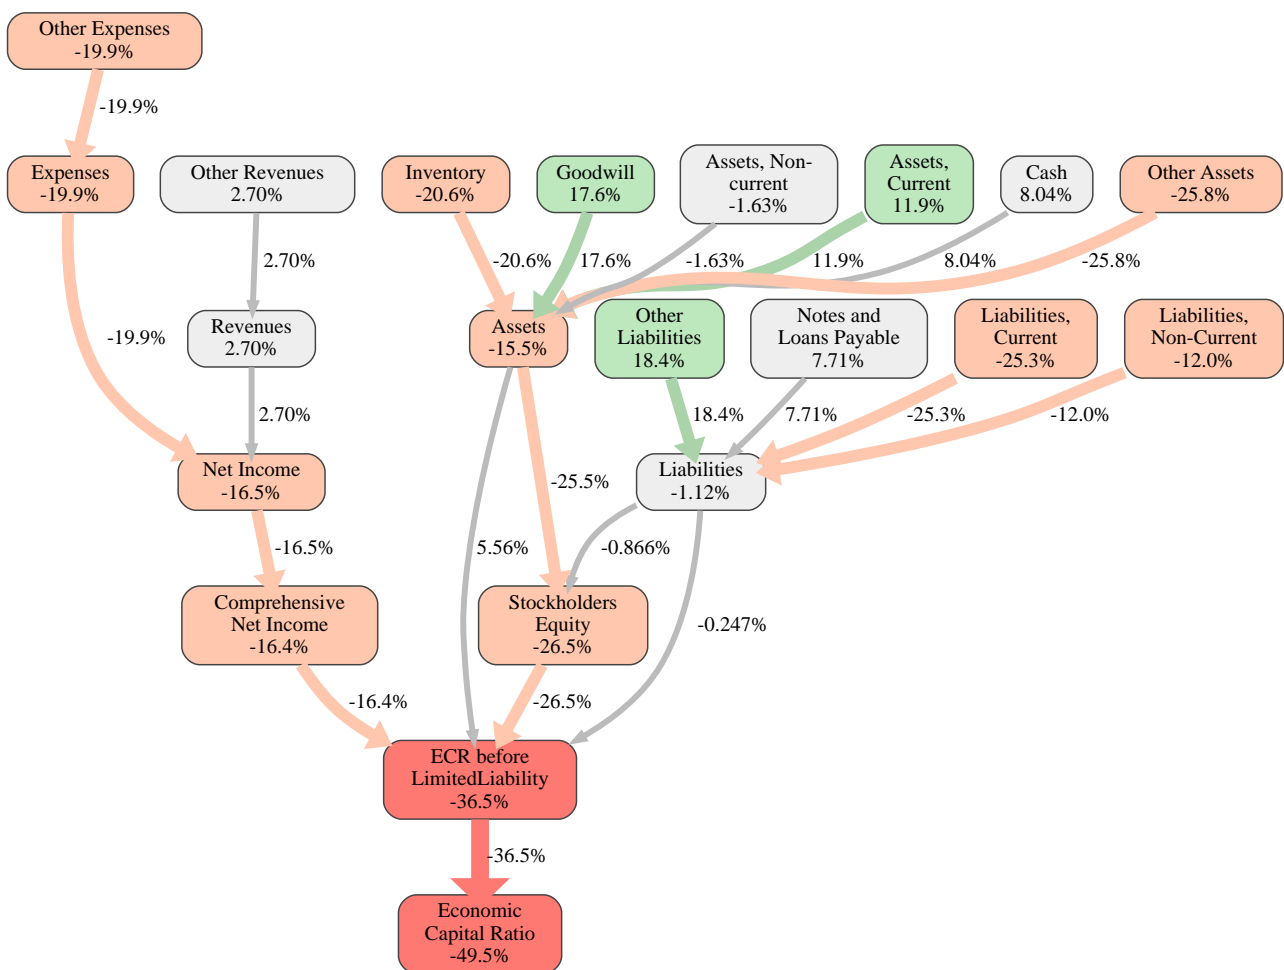 Other Expenses
-19.9%
-19.9%
Expenses
-19.9%
Other Revenues
2.70%
Inventory
-20.6%
Goodwill
17.6%
Assets, Non-
current
-1.63%
Assets,
Current
11.9%
Cash
8.04%
Other Assets
-25.8%
2.70%
-20.6%
17.6%
-1.63%
11.9%
8.04%
-25.8%
-19.9%
Revenues
2.70%
Assets
-15.5%
Other
Liabilities
18.4%
Notes and
Loans Payable
7.71%
Liabilities,
Current
-25.3%
Liabilities,
Non-Current
-12.0%
2.70%
18.4%
7.71%
-25.3%
-12.0%
Net Income
-16.5%
-25.5%
Liabilities
-1.12%
-16.5%
5.56%
-0.866%
Comprehensive
Net Income
-16.4%
Stockholders
Equity
-26.5%
-0.247%
-16.4%
-26.5%
ECR before
LimitedLiability
-36.5%
-36.5%
Economic
Capital Ratio
-49.5%